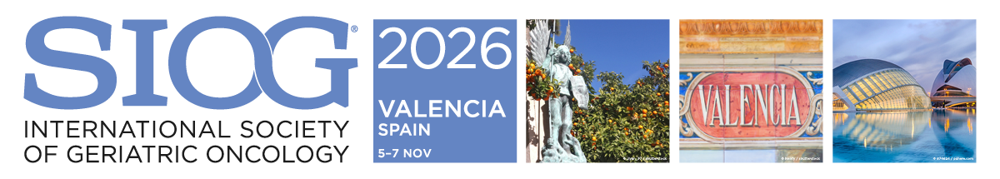 SIOG®
INTERNATIONAL SOCIETY
OF GERIATRIC ONCOLOGY
2026
VALENCIA
SPAIN
5–7 NOV
VALENCIA